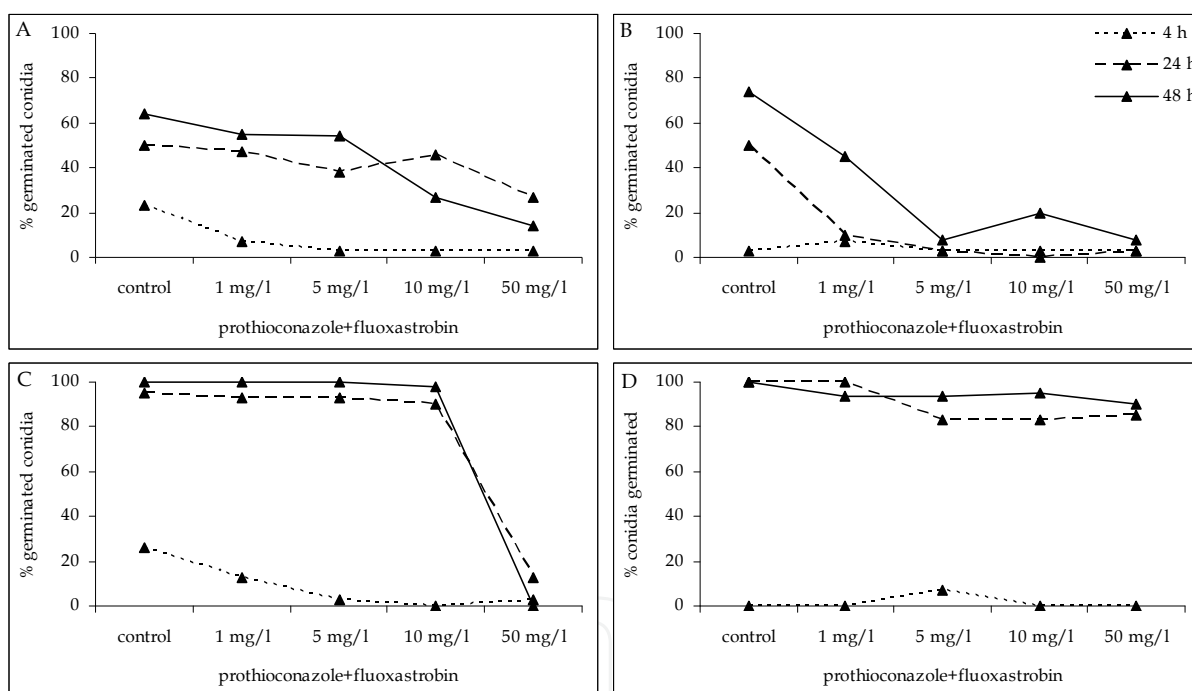 A
% germinated conidia
100
80
60
40
20
0
control 1 mg/l 5 mg/l 10 mg/l 50 mg/l
prothioconazole+fluoxastrobin
B
% germinated conidia
100
80
60
40
20
0
control 1 mg/l 5 mg/l 10 mg/l 50 mg/l
prothioconazole+fluoxastrobin
4 h
24 h
48 h
C
% germinated conidia
100
80
60
40
20
0
control 1 mg/l 5 mg/l 10 mg/l 50 mg/l
prothioconazole+fluoxastrobin
D
% conidia germinated
100
80
60
40
20
0
control 1 mg/l 5 mg/l 10 mg/l 50 mg/l
prothioconazole+fluoxastrobin